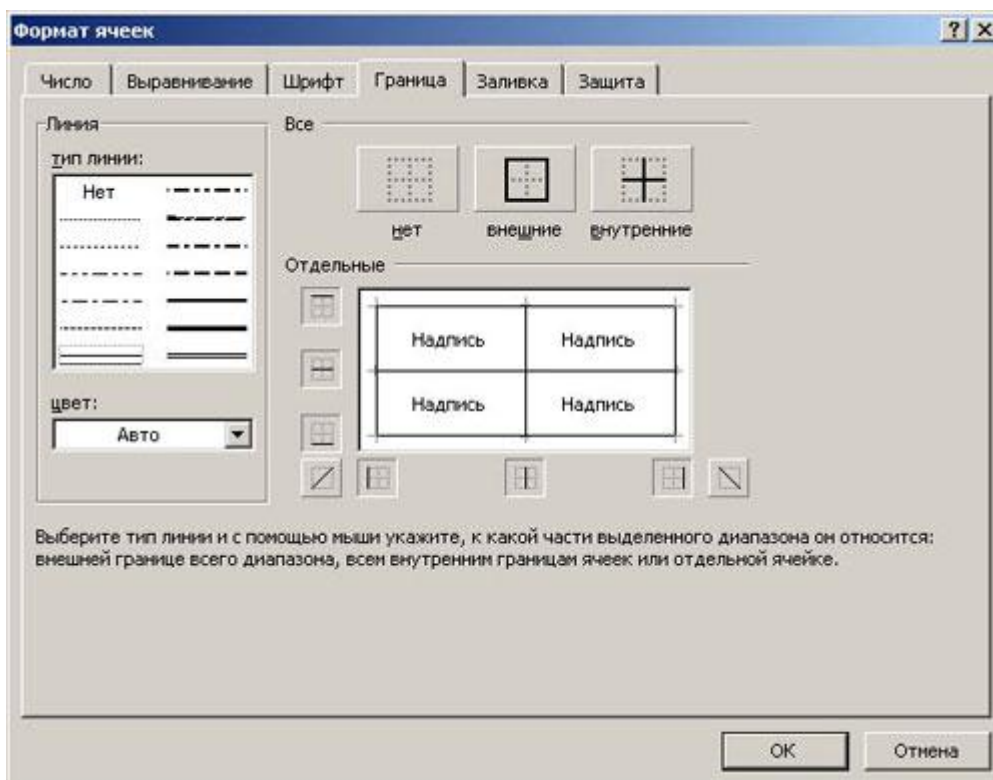 Формат ячеек
Число Выравнивание Шрифт Граница Заливка Защита
Линия
тип линии:
Нет
цвет:
Авто
Все
нет внешние внутренние
Отдельные
Надпись Надпись
Надпись Надпись
Выберите тип линии и с помощью мыши укажите, к какой части выделенного диапазона он относится:
внешней границе всего диапазона, всем внутренним границам ячеек или отдельной ячейке.
ОК Отмена